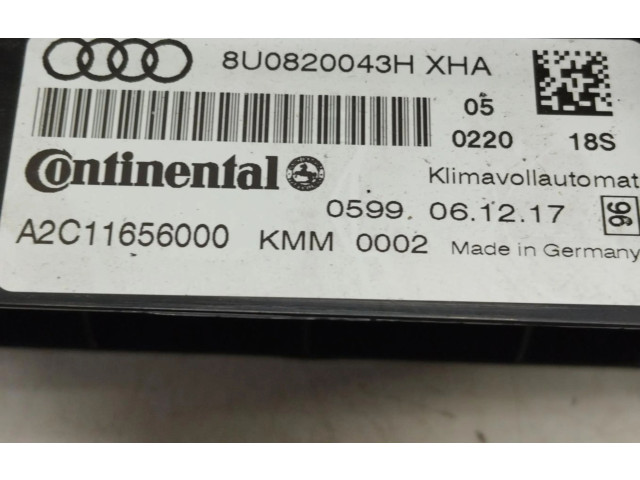 8U0820043H XHA
05
0220 18S
Continental
Klimavollautomat
0599 06.12.17 96
A2C11656000 KMM 0002 Made in Germany